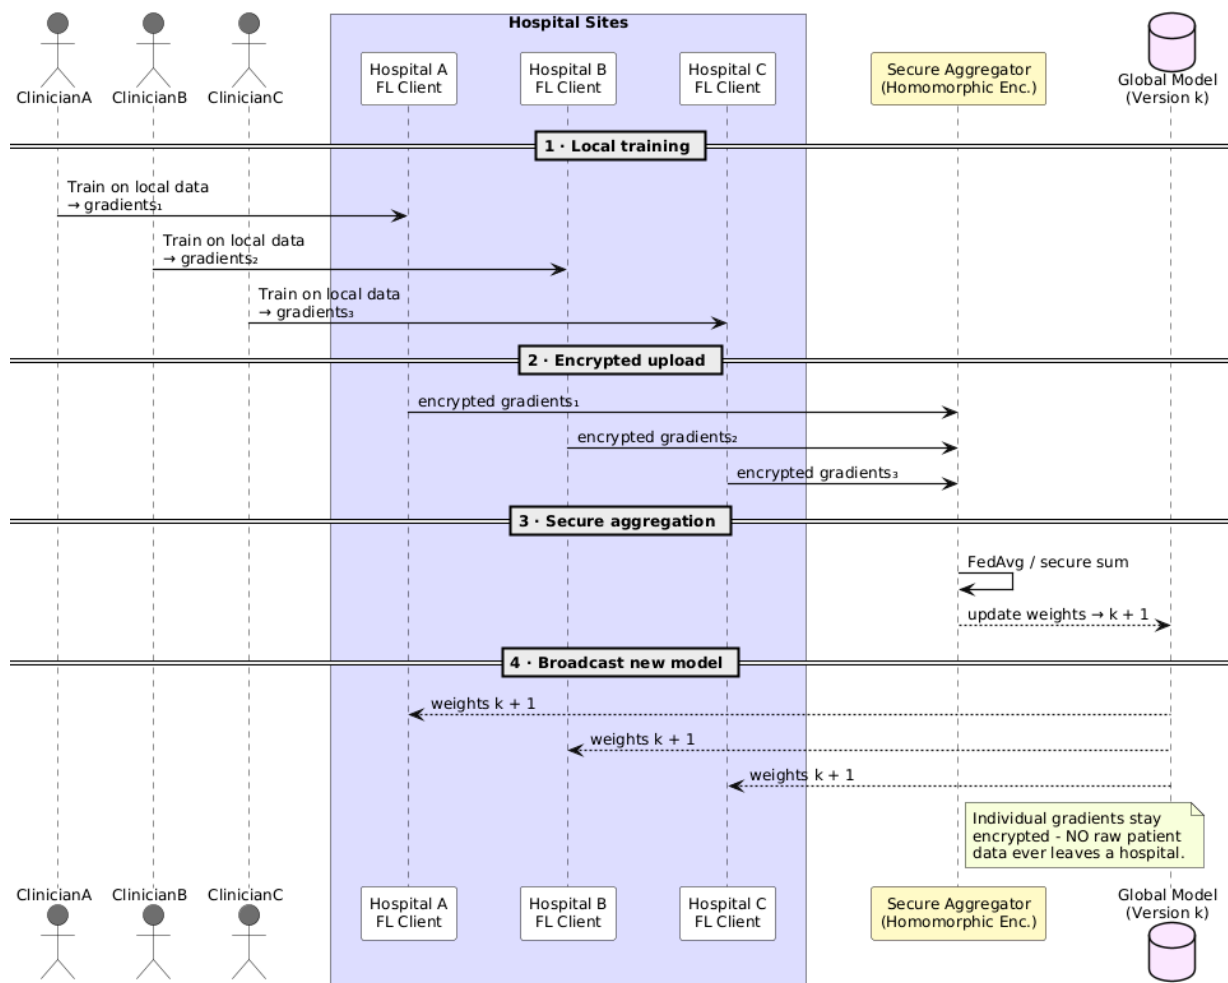 Hospital Sites
ClinicianA
ClinicianB
ClinicianC
Hospital A
FL Client
Hospital B
FL Client
Hospital C
FL Client
Secure Aggregator
(Homomorphic Enc.)
Global Model
(Version k)
1 · Local training
Train on local data
→ gradients₁
Train on local data
→ gradients₂
Train on local data
→ gradients₃
2 · Encrypted upload
encrypted gradients₁
encrypted gradients₂
encrypted gradients₃
3 · Secure aggregation
FedAvg / secure sum
update weights → k + 1
4 · Broadcast new model
weights k + 1
weights k + 1
weights k + 1
Individual gradients stay
encrypted - NO raw patient
data ever leaves a hospital.
ClinicianA
ClinicianB
ClinicianC
Hospital A
FL Client
Hospital B
FL Client
Hospital C
FL Client
Secure Aggregator
(Homomorphic Enc.)
Global Model
(Version k)